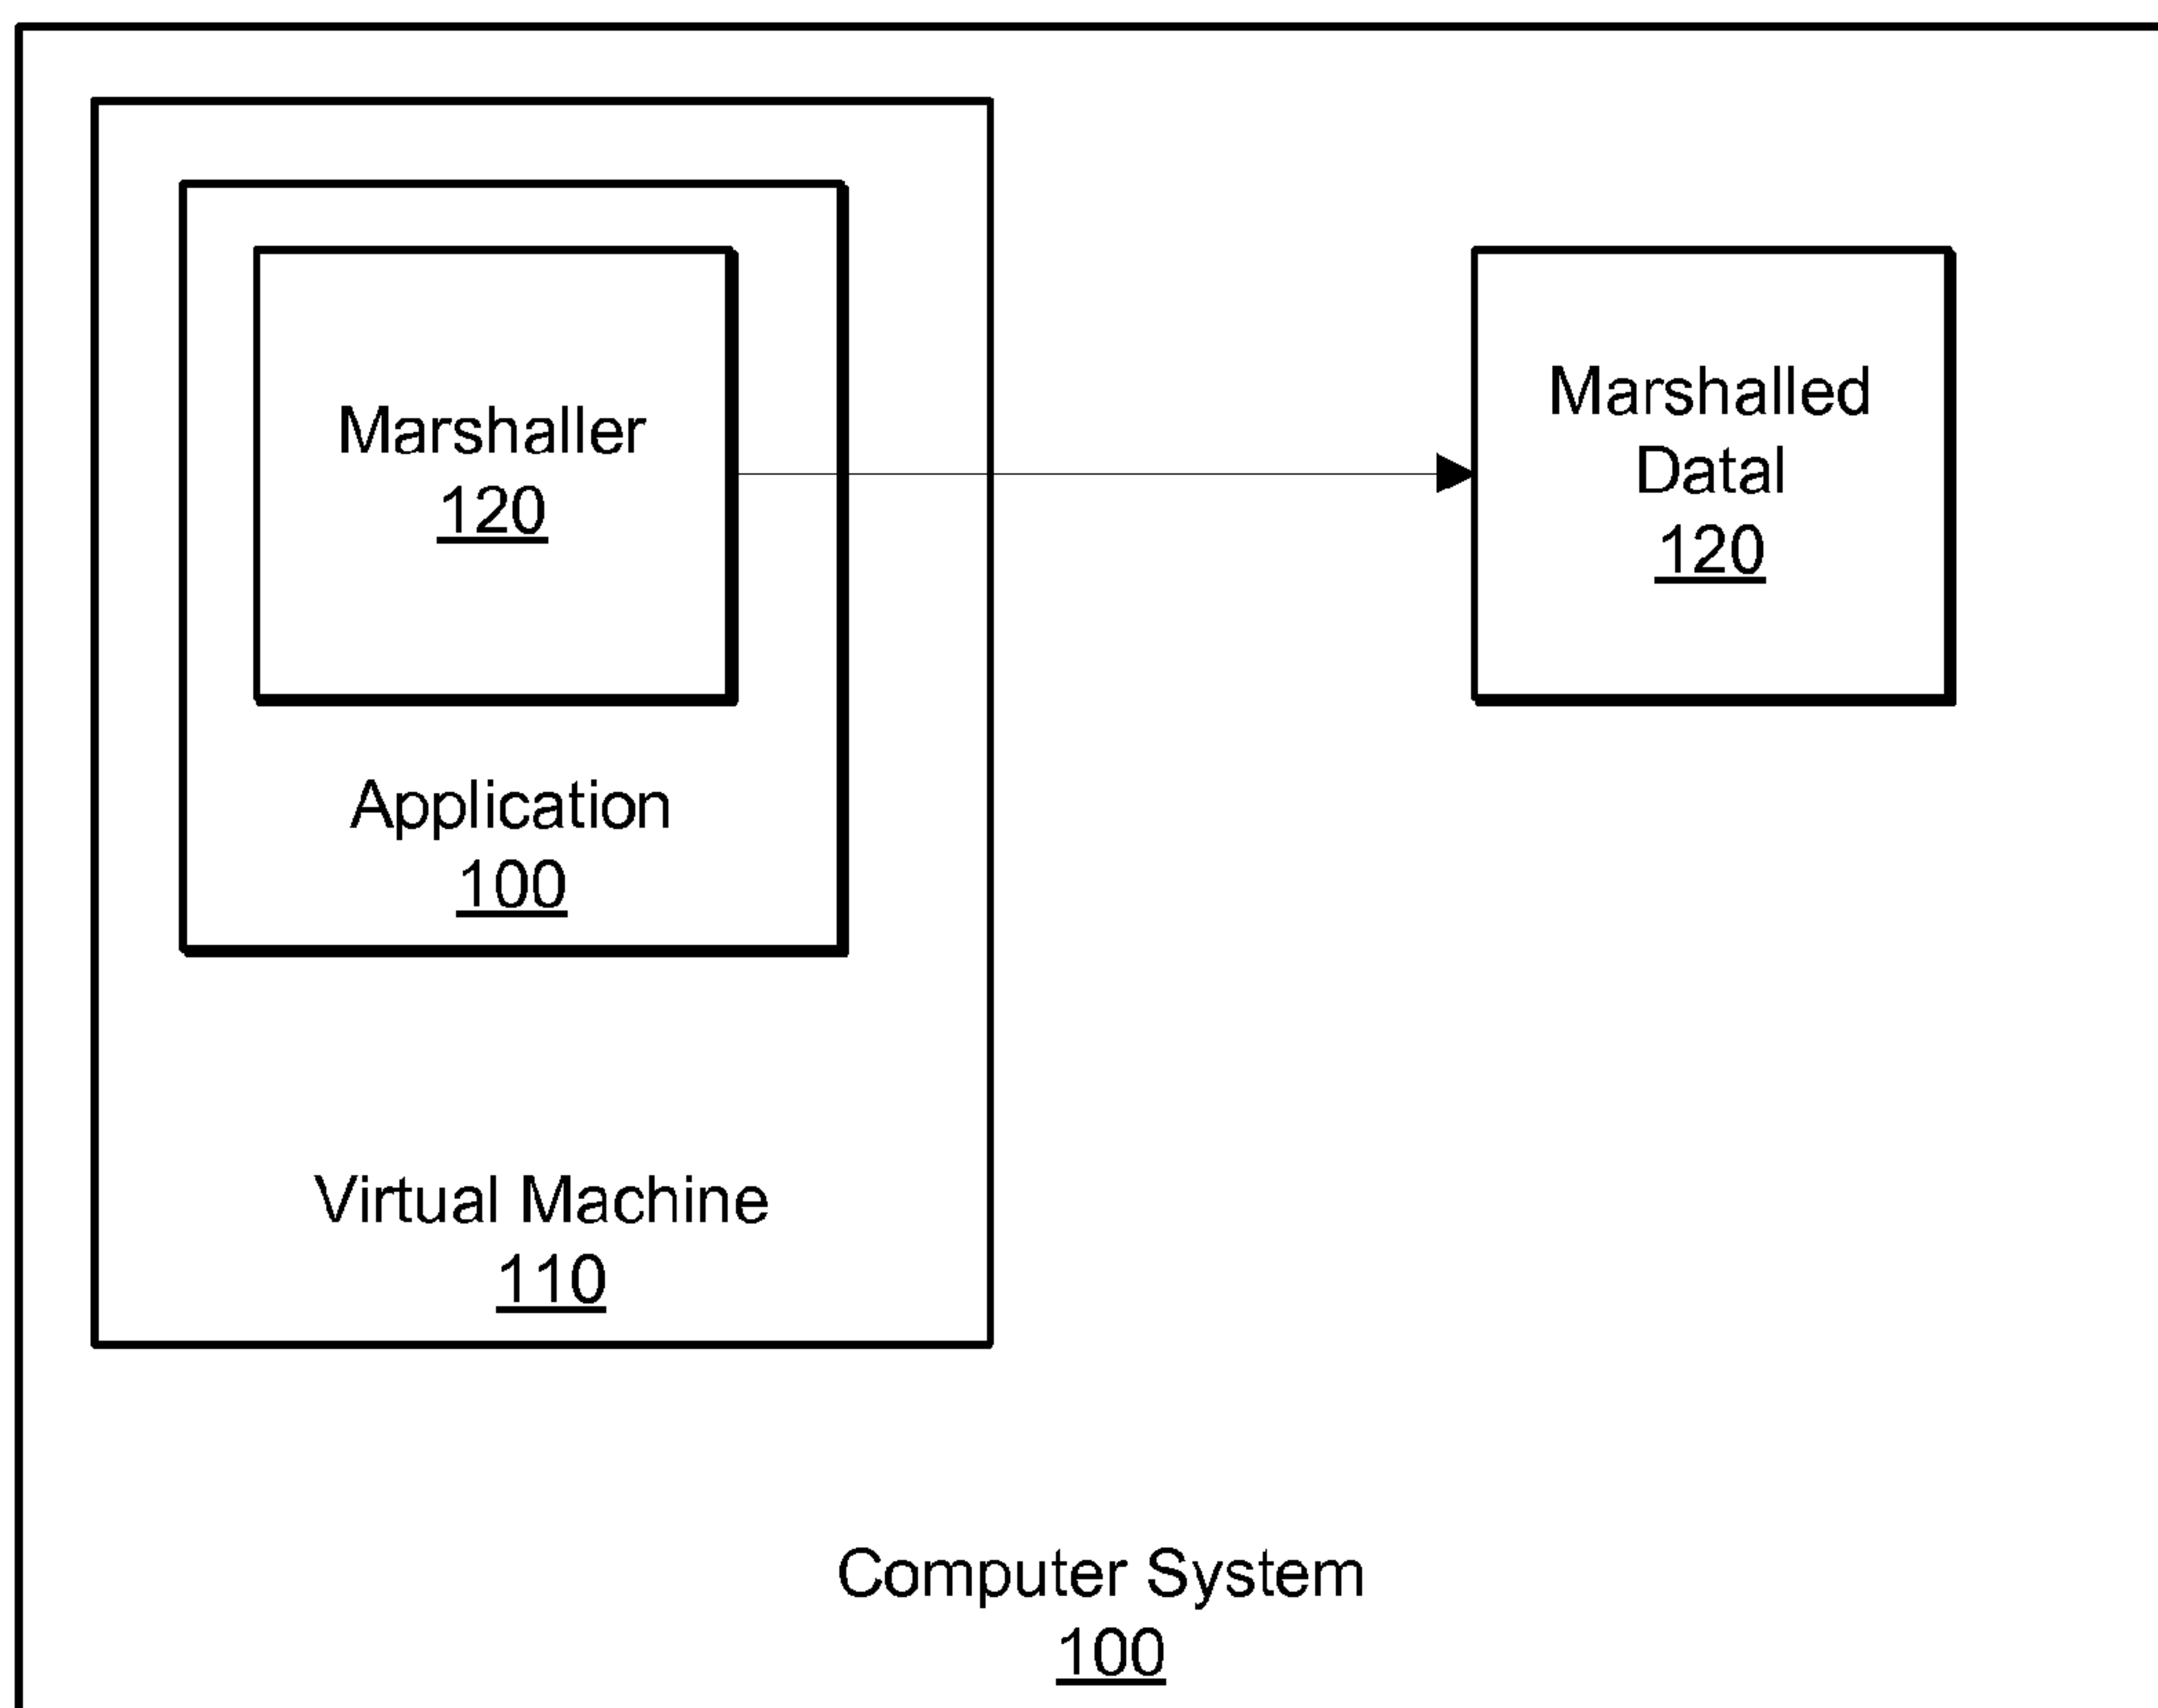 Marshaller
120
Marshalled
Datal
120
Application
100
Virtual Machine
110
Computer System
100